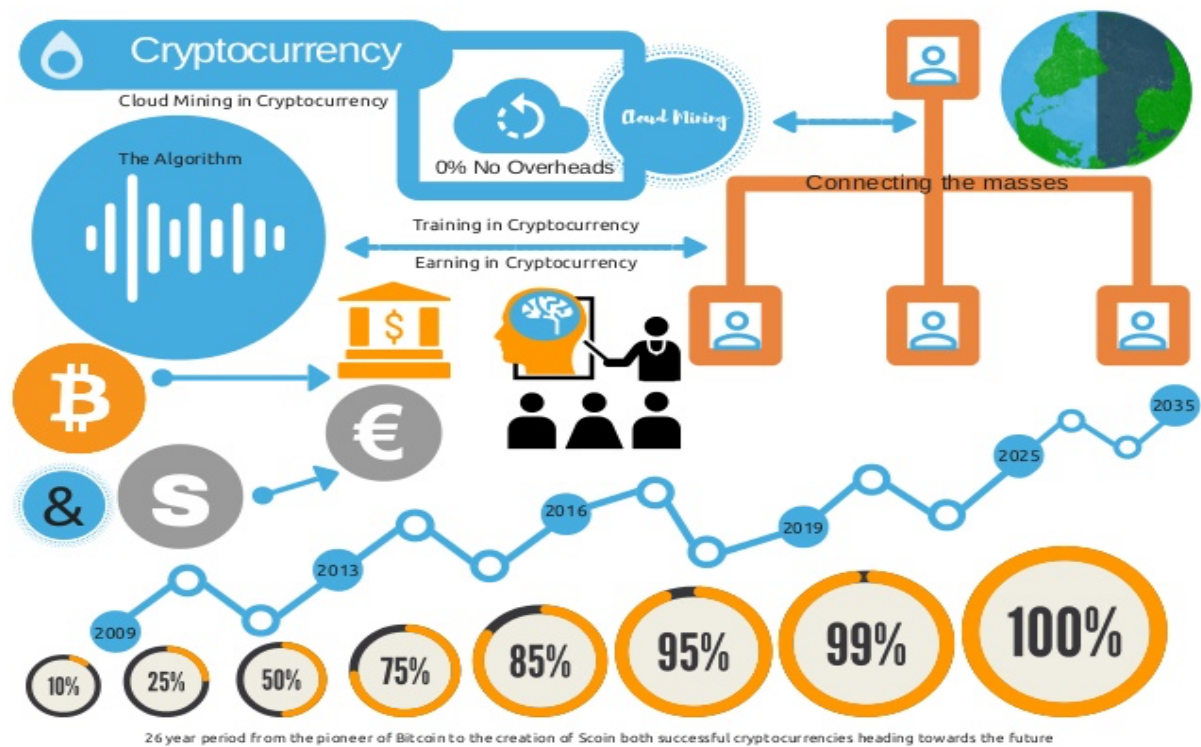 Cryptocurrency
Cloud Mining in Cryptocurrency
Cloud Mining
0% No Overheads
The Algorithm
Connecting the masses
Training in Cryptocurrency
Earning in Cryptocurrency
$
₿
€
&
S
2035
2025
2016
2019
2013
2009
10%
25%
50%
75%
85%
95%
99%
100%
26 year period from the pioneer of Bitcoin to the creation of Scoin both successful cryptocurrencies heading towards the future